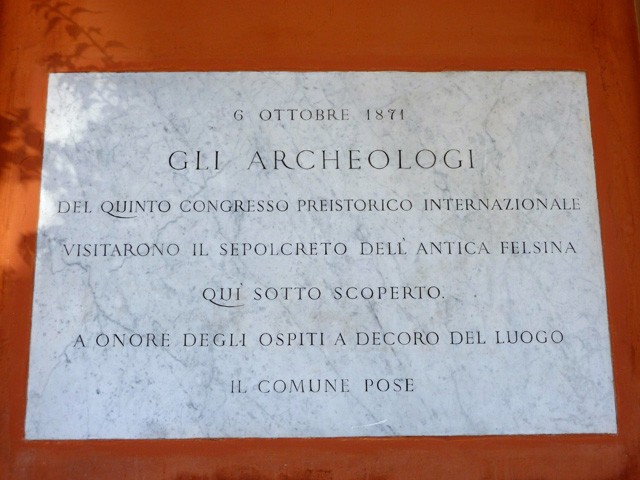 6 OTTOBRE 1871
GLI ARCHEOLOGI
DEL QUINTO CONGRESSO PREISTORICO INTERNAZIONALE
VISITARONO IL SEPOLCRETO DELL' ANTICA FELSINA
QUI' SOTTO SCOPERTO.
A ONORE DEGLI OSPITI A DECORO DEL LUOGO
IL COMUNE POSE